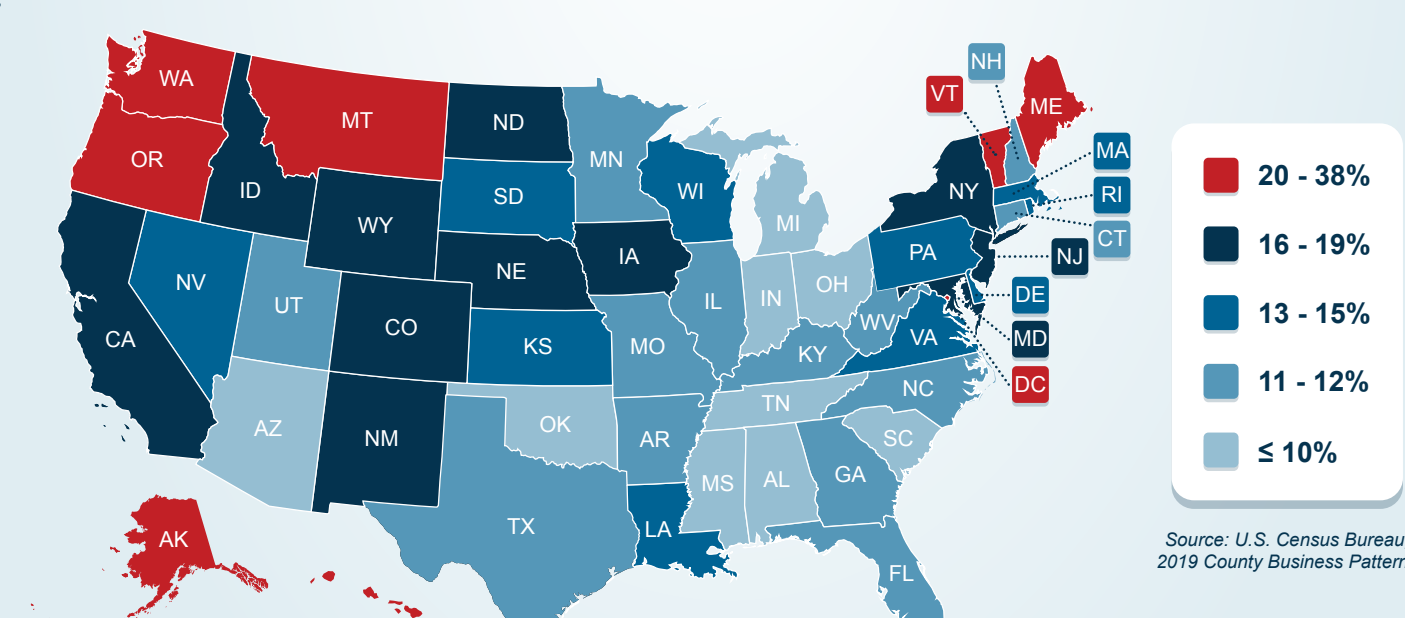 NH
VT
ME
WA
MT
ND
MN
OR
MA
ID
SD
WI
NY
RI
WY
MI
CT
IA
PA
NJ
NE
NV
UT
IL
IN
OH
DE
CO
WV
CA
KS
MO
KY
VA
MD
DC
NC
TN
AZ
OK
NM
AR
SC
MS
AL
GA
TX
LA
AK
FL
20 - 38%
16 - 19%
13 - 15%
11 - 12%
≤ 10%
Source: U.S. Census Bureau
2019 County Business Pattern